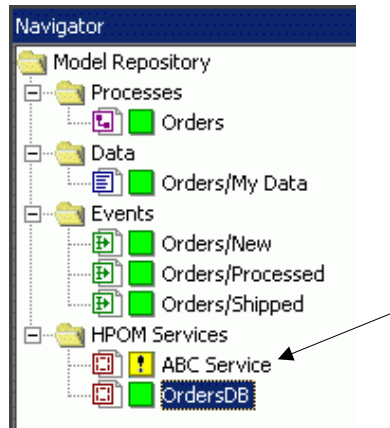 Navigator
Model Repository
Processes
Orders
Data
Orders/My Data
Events
Orders/New
Orders/Processed
Orders/Shipped
HPOM Services
! ABC Service
OrdersDB